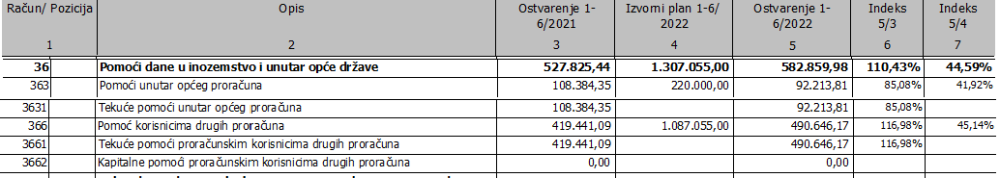 Račun/ Pozicija Opis Ostvarenje 1- Izvorni plan 1-6/ Ostvarenje 1- Indeks Indeks
6/2021 2022 6/2022 5/3 5/4
1 2 3 4 5 6 7
36 Pomoći dane u inozemstvo i unutar opće države 527.825,44 1.307.055,00 582.859,98 110,43% 44,59%
363 Pomoći unutar općeg proračuna 108.384,35 220.000,00 92.213,81 85,08% 41,92%
3631 Tekuće pomoći unutar općeg proračuna 108.384,35 92.213,81 85,08%
366 Pomoć korisnicima drugih proračuna 419.441,09 1.087.055,00 490.646,17 116,98% 45,14%
3661 Tekuće pomoći proračunskim korisnicima drugih proračuna 419.441,09 490.646,17 116,98%
3662 Kapitalne pomoći proračunskim korisnicima drugih proračuna 0,00 0,00